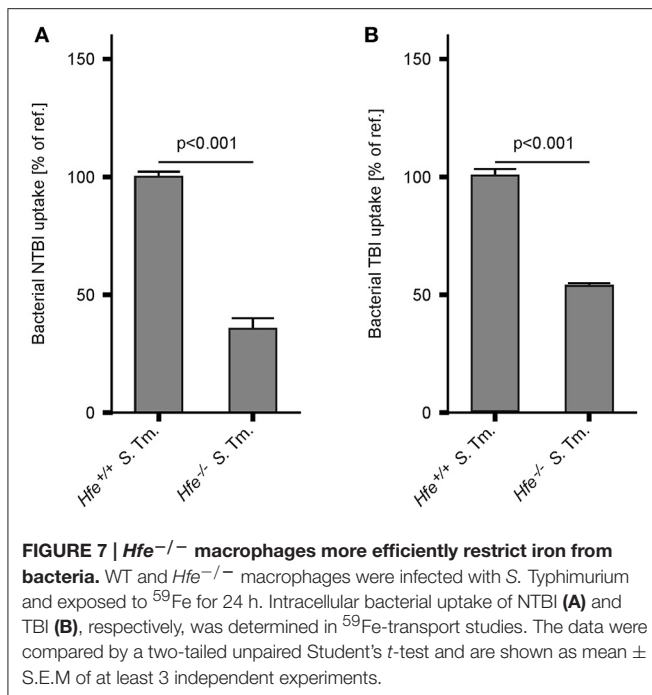 A
B
150
100
50
0
Bacterial NTBI uptake [% of ref.]
p<0.001
Hfe+/+ S. Tm.
Hfe-/- S. Tm.
150
100
50
0
Bacterial TBI uptake [% of ref.]
p<0.001
Hfe+/+ S. Tm.
Hfe-/- S. Tm.
FIGURE 7 | Hfe−/− macrophages more efficiently restrict iron from
bacteria. WT and Hfe−/− macrophages were infected with S. Typhimurium
and exposed to 59Fe for 24 h. Intracellular bacterial uptake of NTBI (A) and
TBI (B), respectively, was determined in 59Fe-transport studies. The data were
compared by a two-tailed unpaired Student's t-test and are shown as mean ±
S.E.M of at least 3 independent experiments.